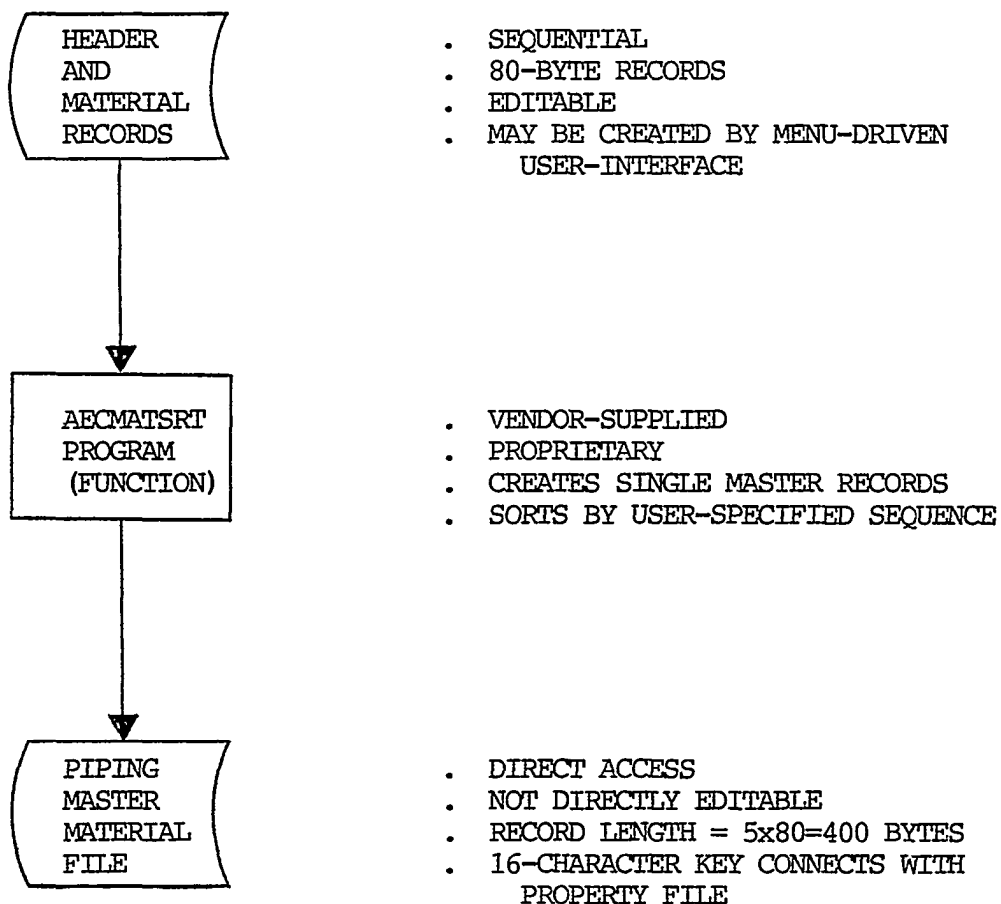 HEADER
AND
MATERIAL
RECORDS
. SEQUENTIAL
. 80-BYTE RECORDS
. EDITABLE
. MAY BE CREATED BY MENU-DRIVEN
USER-INTERFACE
AECMATSRT
PROGRAM
(FUNCTION)
. VENDOR-SUPPLIED
. PROPRIETARY
. CREATES SINGLE MASTER RECORDS
. SORTS BY USER-SPECIFIED SEQUENCE
PIPING
MASTER
MATERIAL
FILE
. DIRECT ACCESS
. NOT DIRECTLY EDITABLE
. RECORD LENGTH = 5x80=400 BYTES
. 16-CHARACTER KEY CONNECTS WITH
PROPERTY FILE